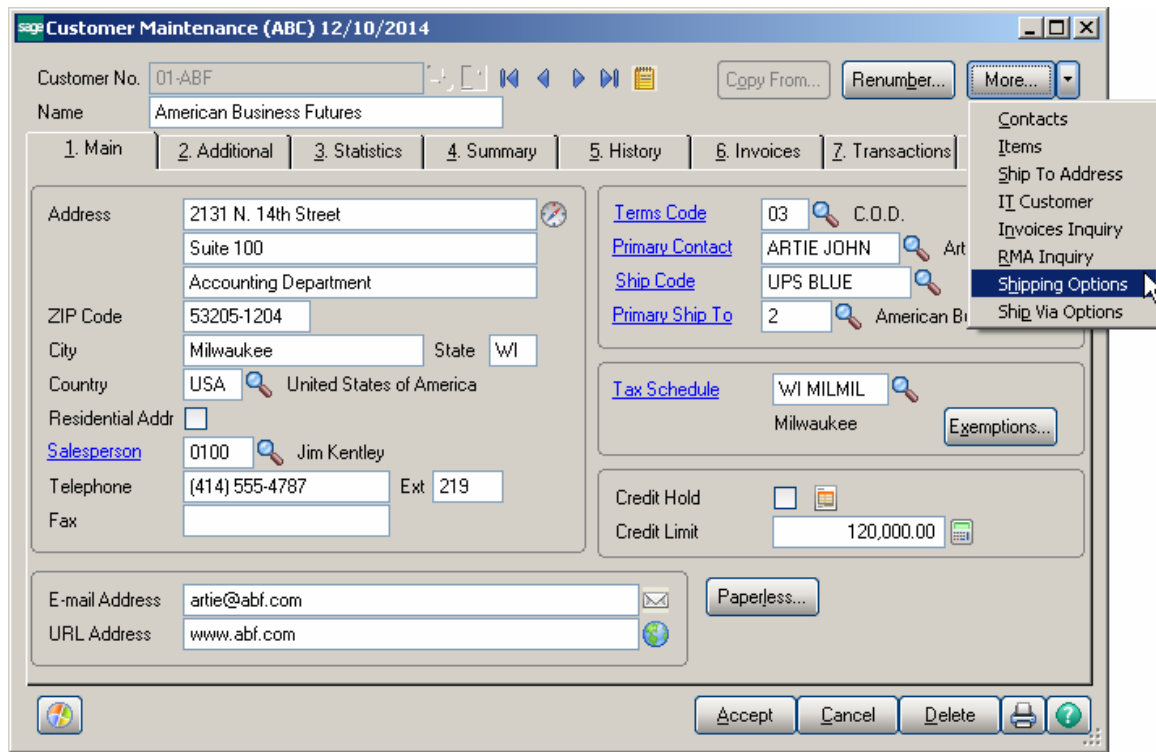 sage Customer Maintenance (ABC) 12/10/2014
Customer No. 01-ABF Copy From... Renumber... More...
Name American Business Futures
1. Main 2. Additional 3. Statistics 4. Summary 5. History 6. Invoices 7. Transactions
Contacts
Items
Ship To Address
IT Customer
Invoices Inquiry
RMA Inquiry
Shipping Options
Ship Via Options
Address 2131 N. 14th Street
Suite 100
Accounting Department
ZIP Code 53205-1204
City Milwaukee State WI
Country USA United States of America
Residential Addr
Salesperson 0100 Jim Kentley
Telephone (414) 555-4787 Ext 219
Fax
Terms Code 03 C.O.D.
Primary Contact ARTIE JOHN Art
Ship Code UPS BLUE
Primary Ship To 2 American
Tax Schedule WI MILMIL
Milwaukee Exemptions...
Credit Hold
Credit Limit 120,000.00
E-mail Address artie@abf.com
URL Address www.abf.com
Paperless...
Accept Cancel Delete